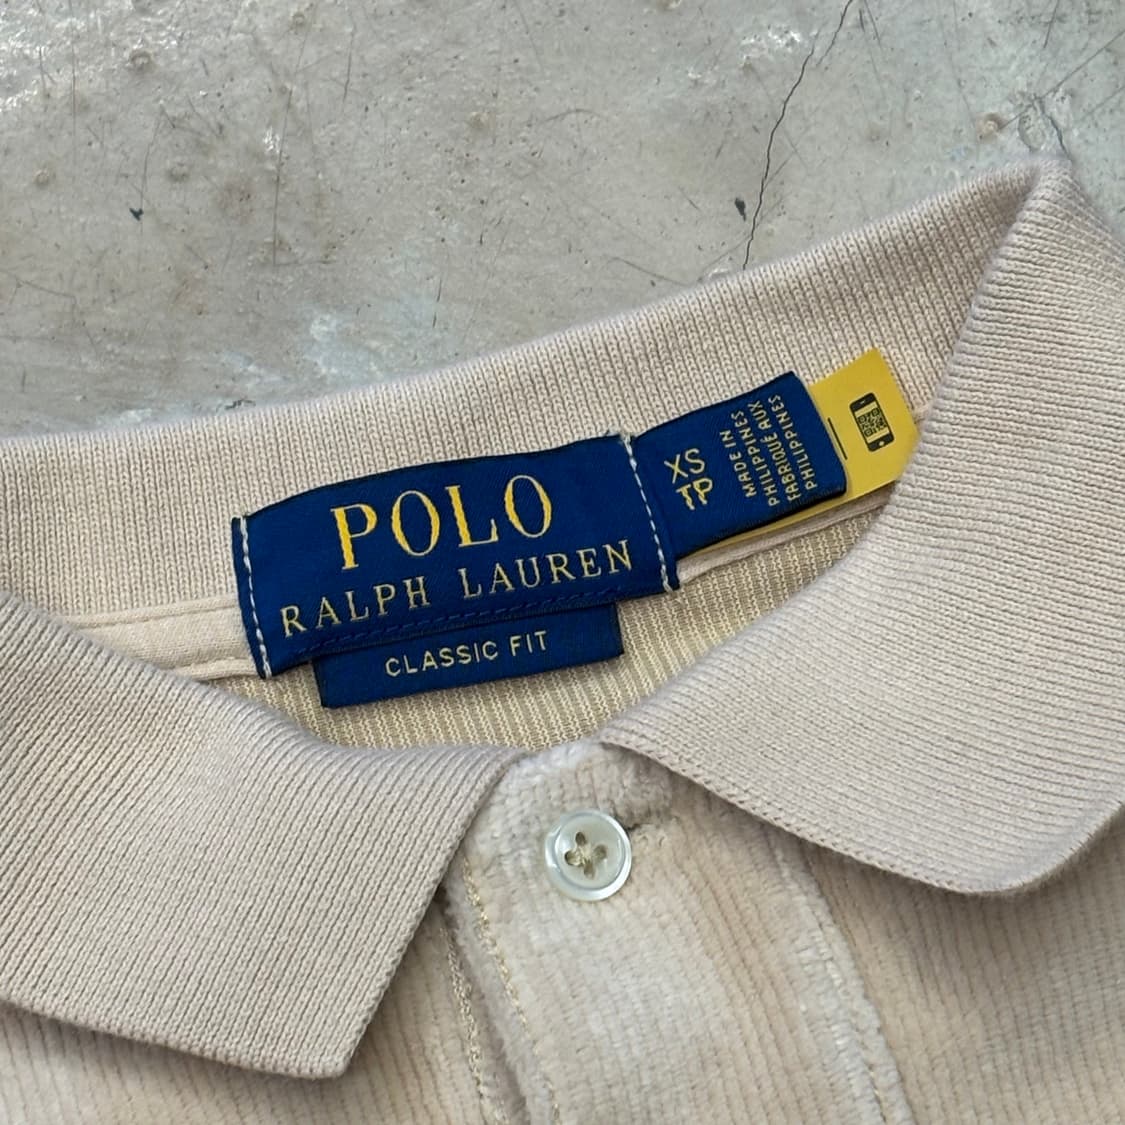 POLO
RALPH LAUREN
CLASSIC FIT
XS
TP
MADE IN
PHILIPPINES
FABRIQUÉ AUX
PHILIPPINES